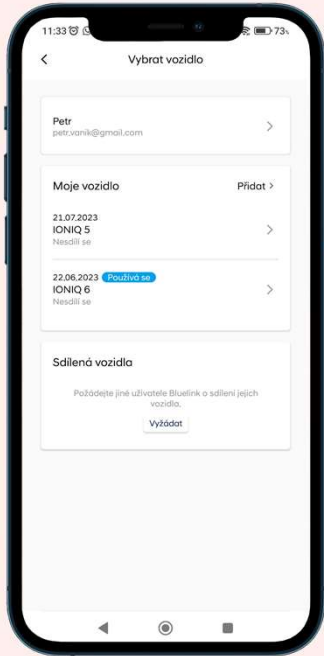 11:33
73%
Vybrat vozidlo
Petr
petr.vanik@gmail.com
Moje vozidlo
Přidat
21.07.2023
IONIQ 5
Nesdílí se
22.06.2023 Používá se
IONIQ 6
Nesdílí se
Sdílená vozidla
Požádejte jiné uživatele Bluelink o sdílení jejich
vozidla.
Vyžádat